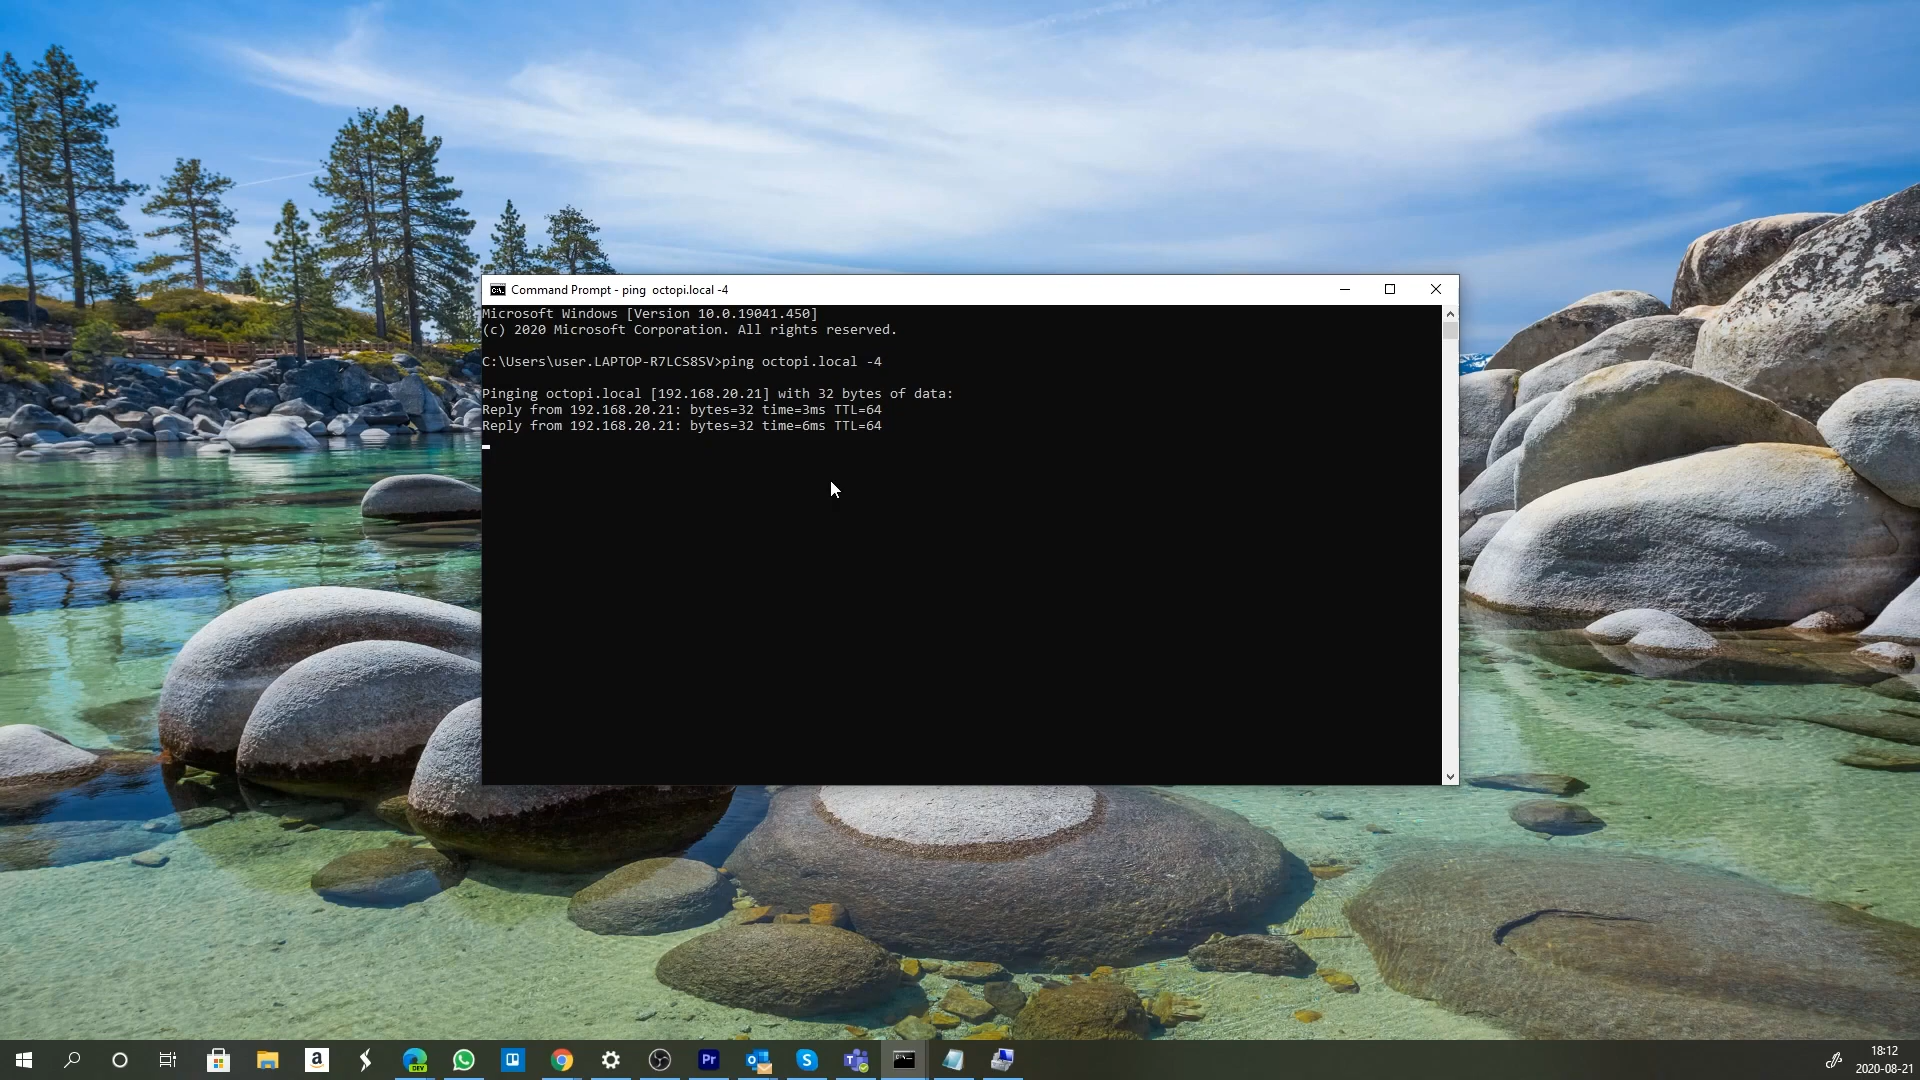 Command Prompt - ping  octopi.local -4
Microsoft Windows [Version 10.0.19041.450]
(c) 2020 Microsoft Corporation. All rights reserved.
C:\Users\user.LAPTOP-R7LCS8SV>ping octopi.local -4
Pinging octopi.local [192.168.20.21] with 32 bytes of data:
Reply from 192.168.20.21: bytes=32 time=3ms TTL=64
Reply from 192.168.20.21: bytes=32 time=6ms TTL=64
a
DEV
Pr
18:12
2020-08-21